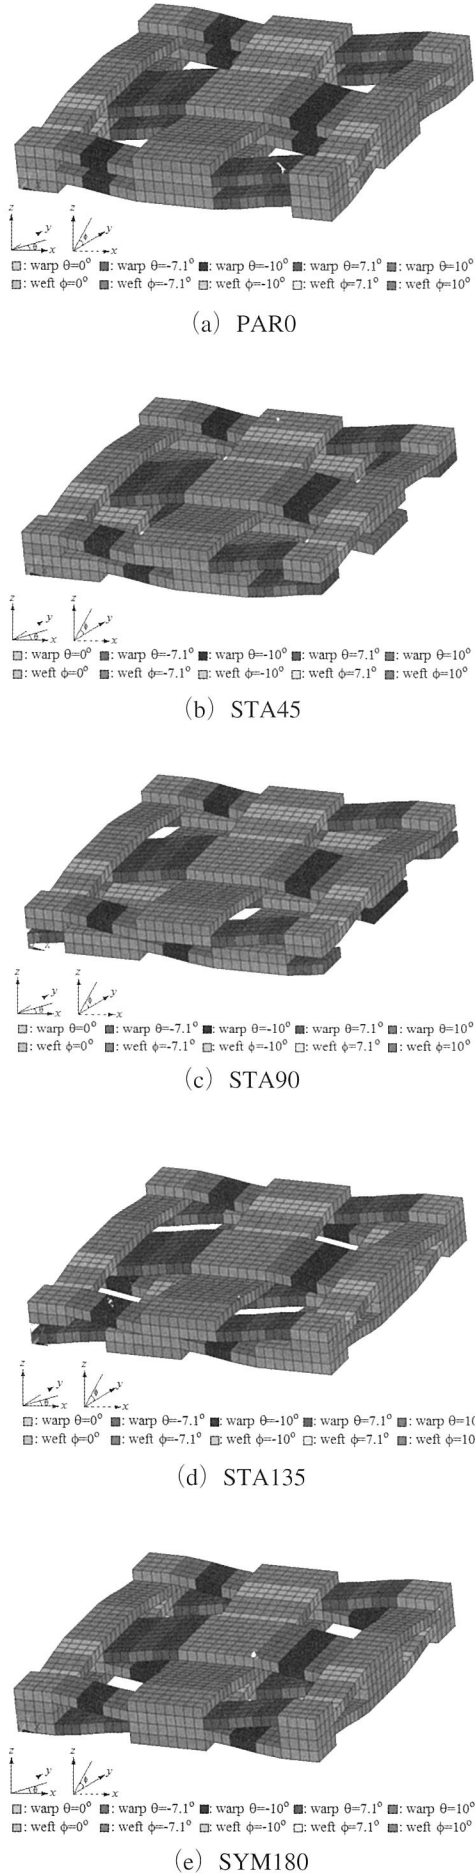 z
y
θ
x
z
φ
y
x
□: warp θ=0° ■: warp θ=-7.1° ■: warp θ=-10° ■: warp θ=7.1° ■: warp θ=10°
□: weft φ=0° ■: weft φ=-7.1° □: weft φ=-10° □: weft φ=7.1° ■: weft φ=10°
(a) PAR0
z
y
θ
x
z
φ
y
x
□: warp θ=0° ■: warp θ=-7.1° ■: warp θ=-10° ■: warp θ=7.1° ■: warp θ=10°
□: weft φ=0° ■: weft φ=-7.1° □: weft φ=-10° □: weft φ=7.1° ■: weft φ=10°
(b) STA45
z
y
θ
x
z
φ
y
x
□: warp θ=0° ■: warp θ=-7.1° ■: warp θ=-10° ■: warp θ=7.1° ■: warp θ=10°
□: weft φ=0° ■: weft φ=-7.1° □: weft φ=-10° □: weft φ=7.1° ■: weft φ=10°
(c) STA90
z
y
θ
x
z
φ
y
x
□: warp θ=0° ■: warp θ=-7.1° ■: warp θ=-10° ■: warp θ=7.1° ■: warp θ=10
□: weft φ=0° ■: weft φ=-7.1° □: weft φ=-10° □: weft φ=7.1° ■: weft φ=10
(d) STA135
z
y
θ
x
z
φ
y
x
□: warp θ=0° ■: warp θ=-7.1° ■: warp θ=-10° ■: warp θ=7.1° ■: warp θ=10°
□: weft φ=0° ■: weft φ=-7.1° □: weft φ=-10° □: weft φ=7.1° ■: weft φ=10°
(e) SYM180